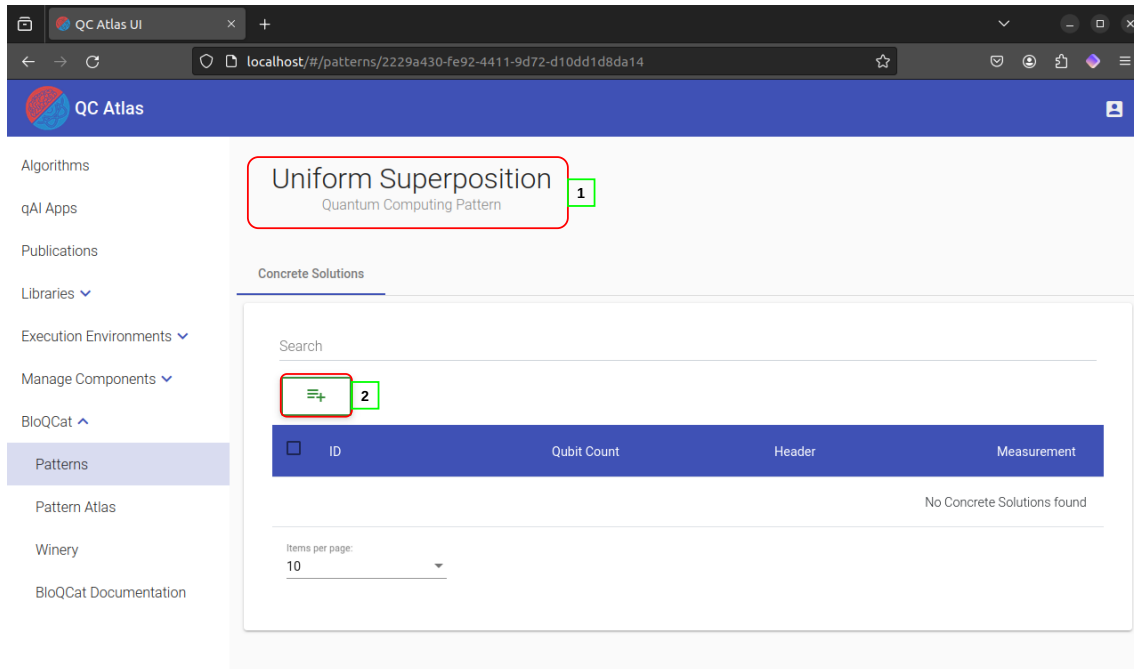 QC Atlas UI
localhost/#/patterns/2229a430-fe92-4411-9d72-d10dd1d8da14
QC Atlas
Algorithms
qAI Apps
Publications
Libraries
Execution Environments
Manage Components
BloQCat
Patterns
Pattern Atlas
Winery
BloQCat Documentation
Uniform Superposition
1
Quantum Computing Pattern
Concrete Solutions
Search
2
ID Qubit Count Header Measurement
No Concrete Solutions found
Items per page:
10